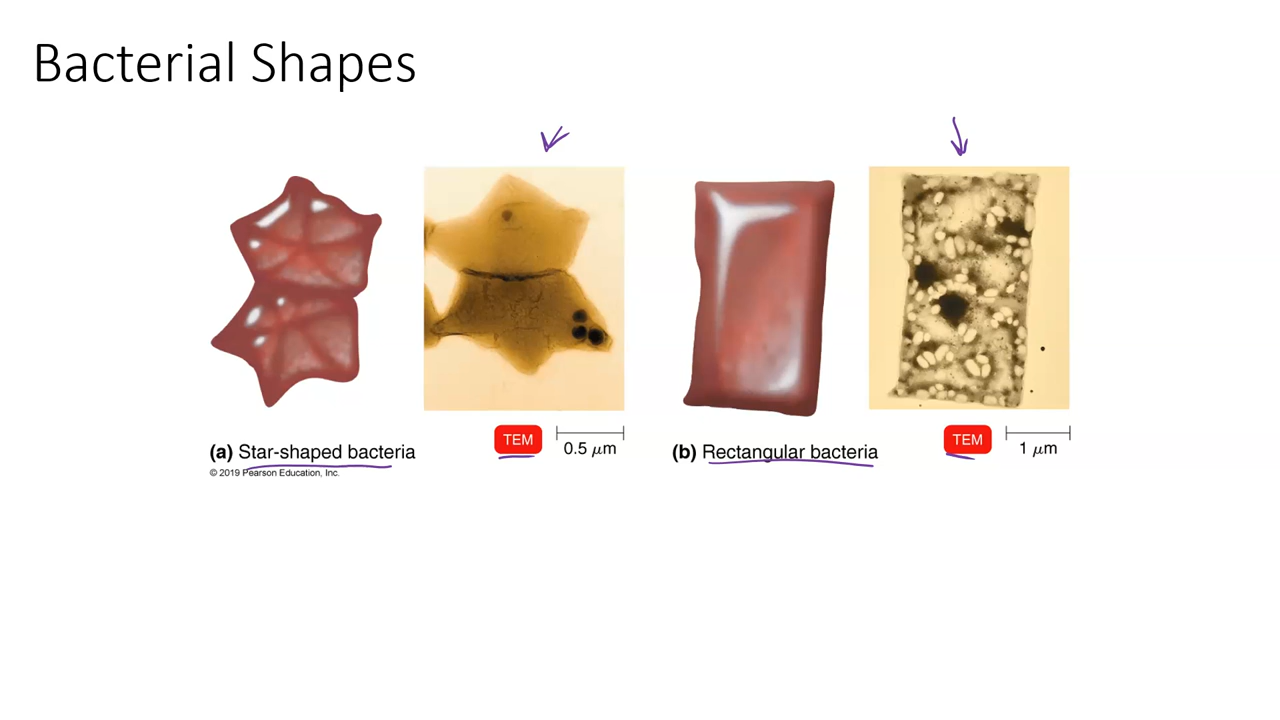 Bacterial Shapes
(a) Star-shaped bacteria
TEM
0.5 μm
(b) Rectangular bacteria
TEM
1 μm
© 2019 Pearson Education, Inc.